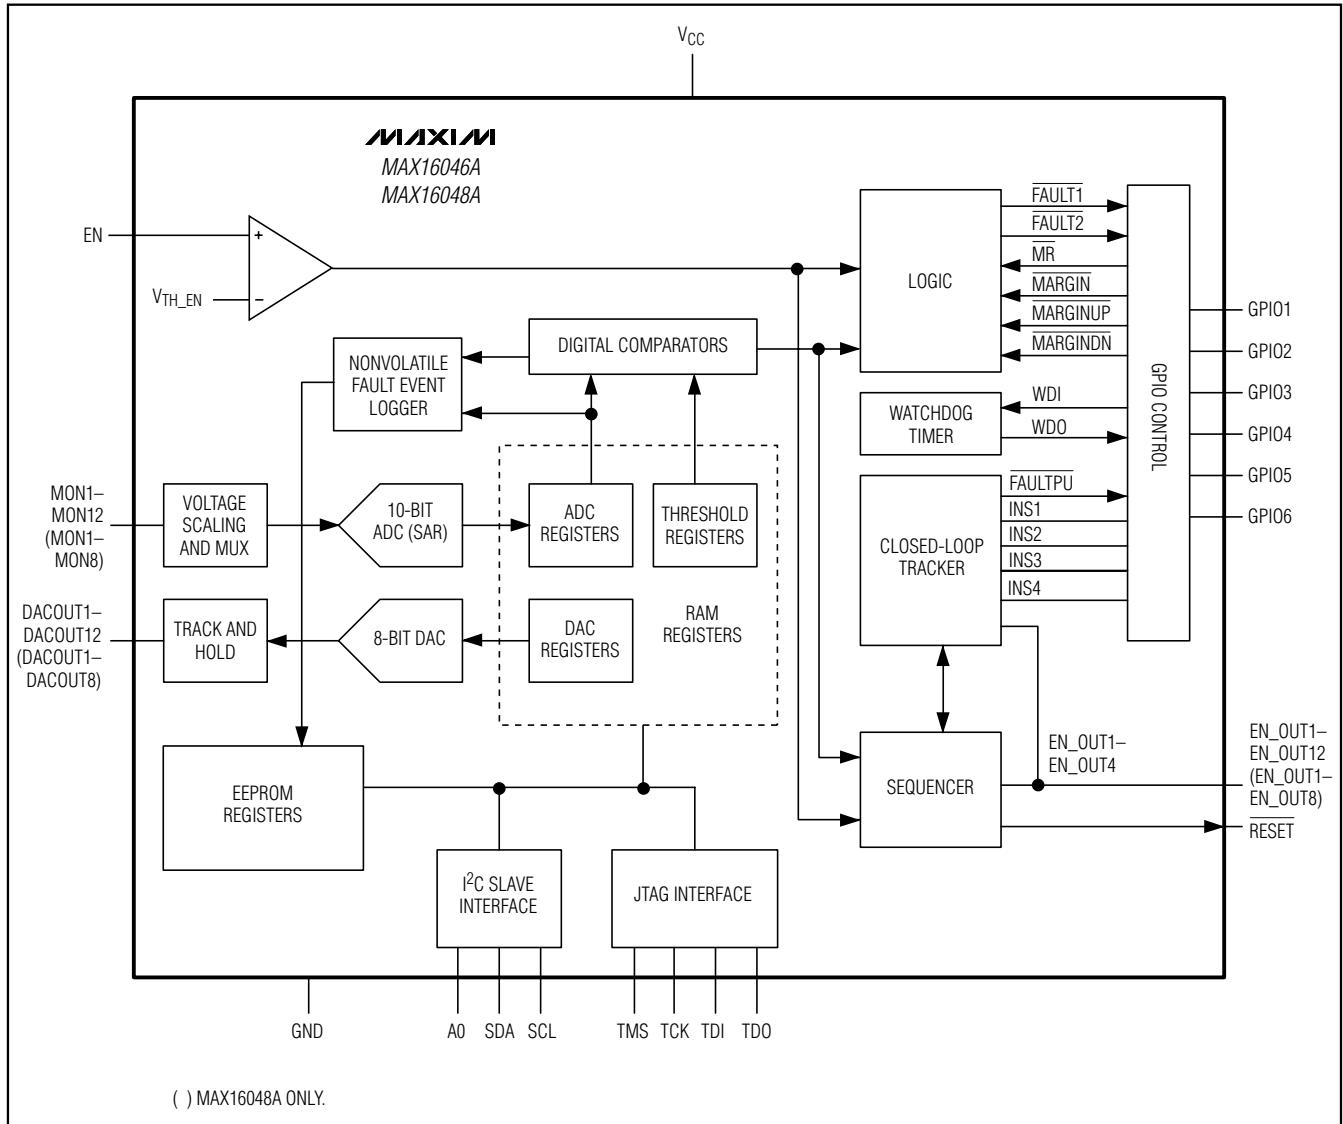 VCC
MAXIM
MAX16046A
MAX16048A
EN
+
VTH_EN
−
LOGIC
FAULT1
FAULT2
MR
MARGIN
MARGINUP
MARGINDN
GPIO CONTROL
GPIO1
GPIO2
GPIO3
GPIO4
GPIO5
GPIO6
DIGITAL COMPARATORS
NONVOLATILE
FAULT EVENT
LOGGER
WATCHDOG
TIMER
WDI
WDO
MON1–
MON12
(MON1–
MON8)
VOLTAGE
SCALING
AND MUX
10-BIT
ADC (SAR)
ADC
REGISTERS
THRESHOLD
REGISTERS
CLOSED-LOOP
TRACKER
FAULTPU
INS1
INS2
INS3
INS4
DACOUT1–
DACOUT12
(DACOUT1–
DACOUT8)
TRACK AND
HOLD
8-BIT DAC
DAC
REGISTERS
RAM
REGISTERS
EEPROM
REGISTERS
SEQUENCER
EN_OUT1–
EN_OUT4
EN_OUT1–
EN_OUT12
(EN_OUT1–
EN_OUT8)
RESET
I2C SLAVE
INTERFACE
JTAG INTERFACE
GND
A0
SDA
SCL
TMS
TCK
TDI
TDO
( ) MAX16048A ONLY.